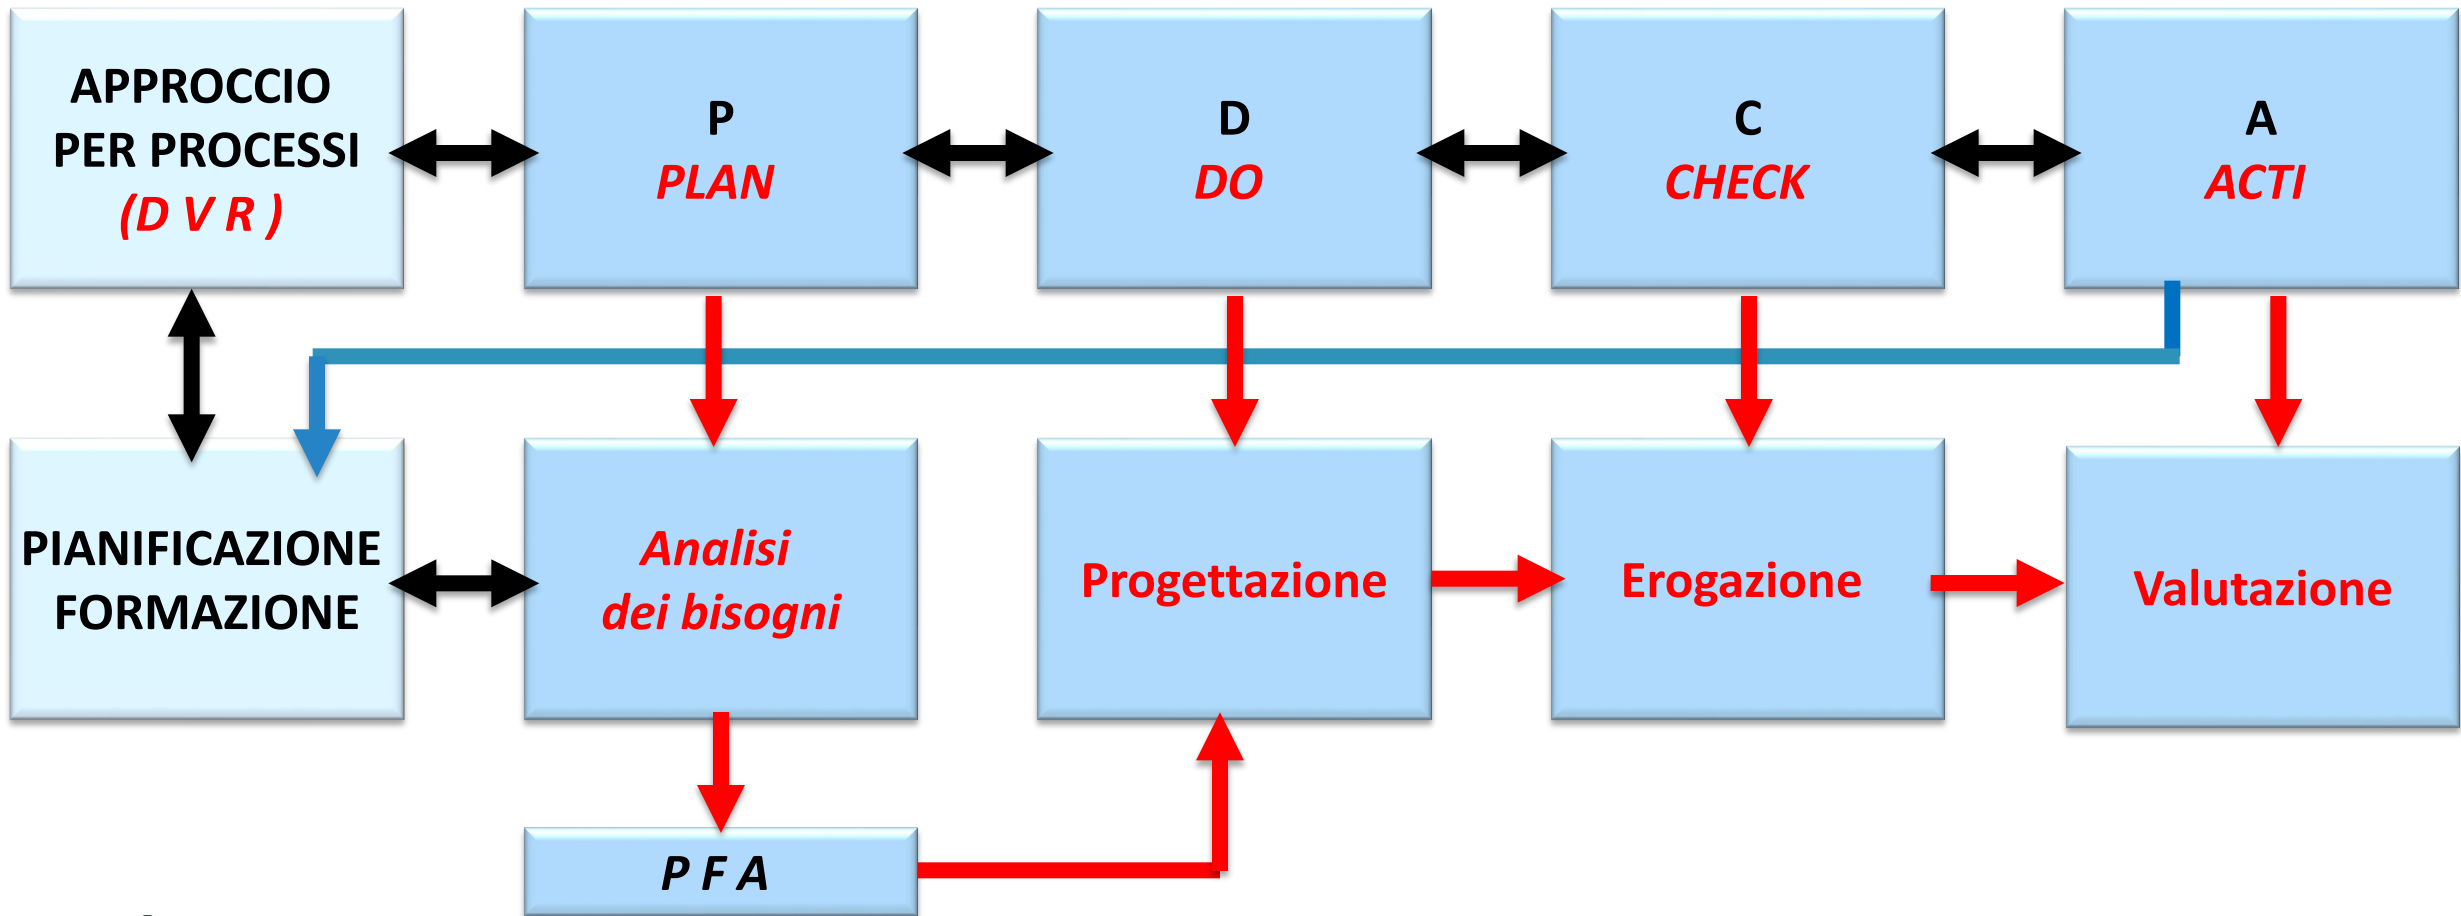 APPROCCIO
PER PROCESSI
(D V R )
P
PLAN
D
DO
C
CHECK
A
ACTI
PIANIFICAZIONE
FORMAZIONE
Analisi
dei bisogni
Progettazione
Erogazione
Valutazione
P F A